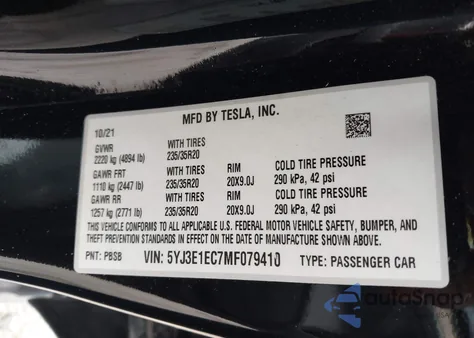 MFD BY TESLA, INC.
10/21
GVWR WITH TIRES
2220 kg (4894 lb) 235/35R20
GAWR FRT WITH TIRES RIM COLD TIRE PRESSURE
1110 kg (2447 lb) 235/35R20 20X9.0J 290 kPa, 42 psi
GAWR RR WITH TIRES RIM COLD TIRE PRESSURE
1257 kg (2771 lb) 235/35R20 20X9.0J 290 kPa, 42 psi
THIS VEHICLE CONFORMS TO ALL APPLICABLE U.S. FEDERAL MOTOR VEHICLE SAFETY, BUMPER, AND
THEFT PREVENTION STANDARDS IN EFFECT ON THE DATE OF MANUFACTURE SHOWN ABOVE.
PNT: PBSB VIN: 5YJ3E1EC7MF079410 TYPE: PASSENGER CAR
autoSnap